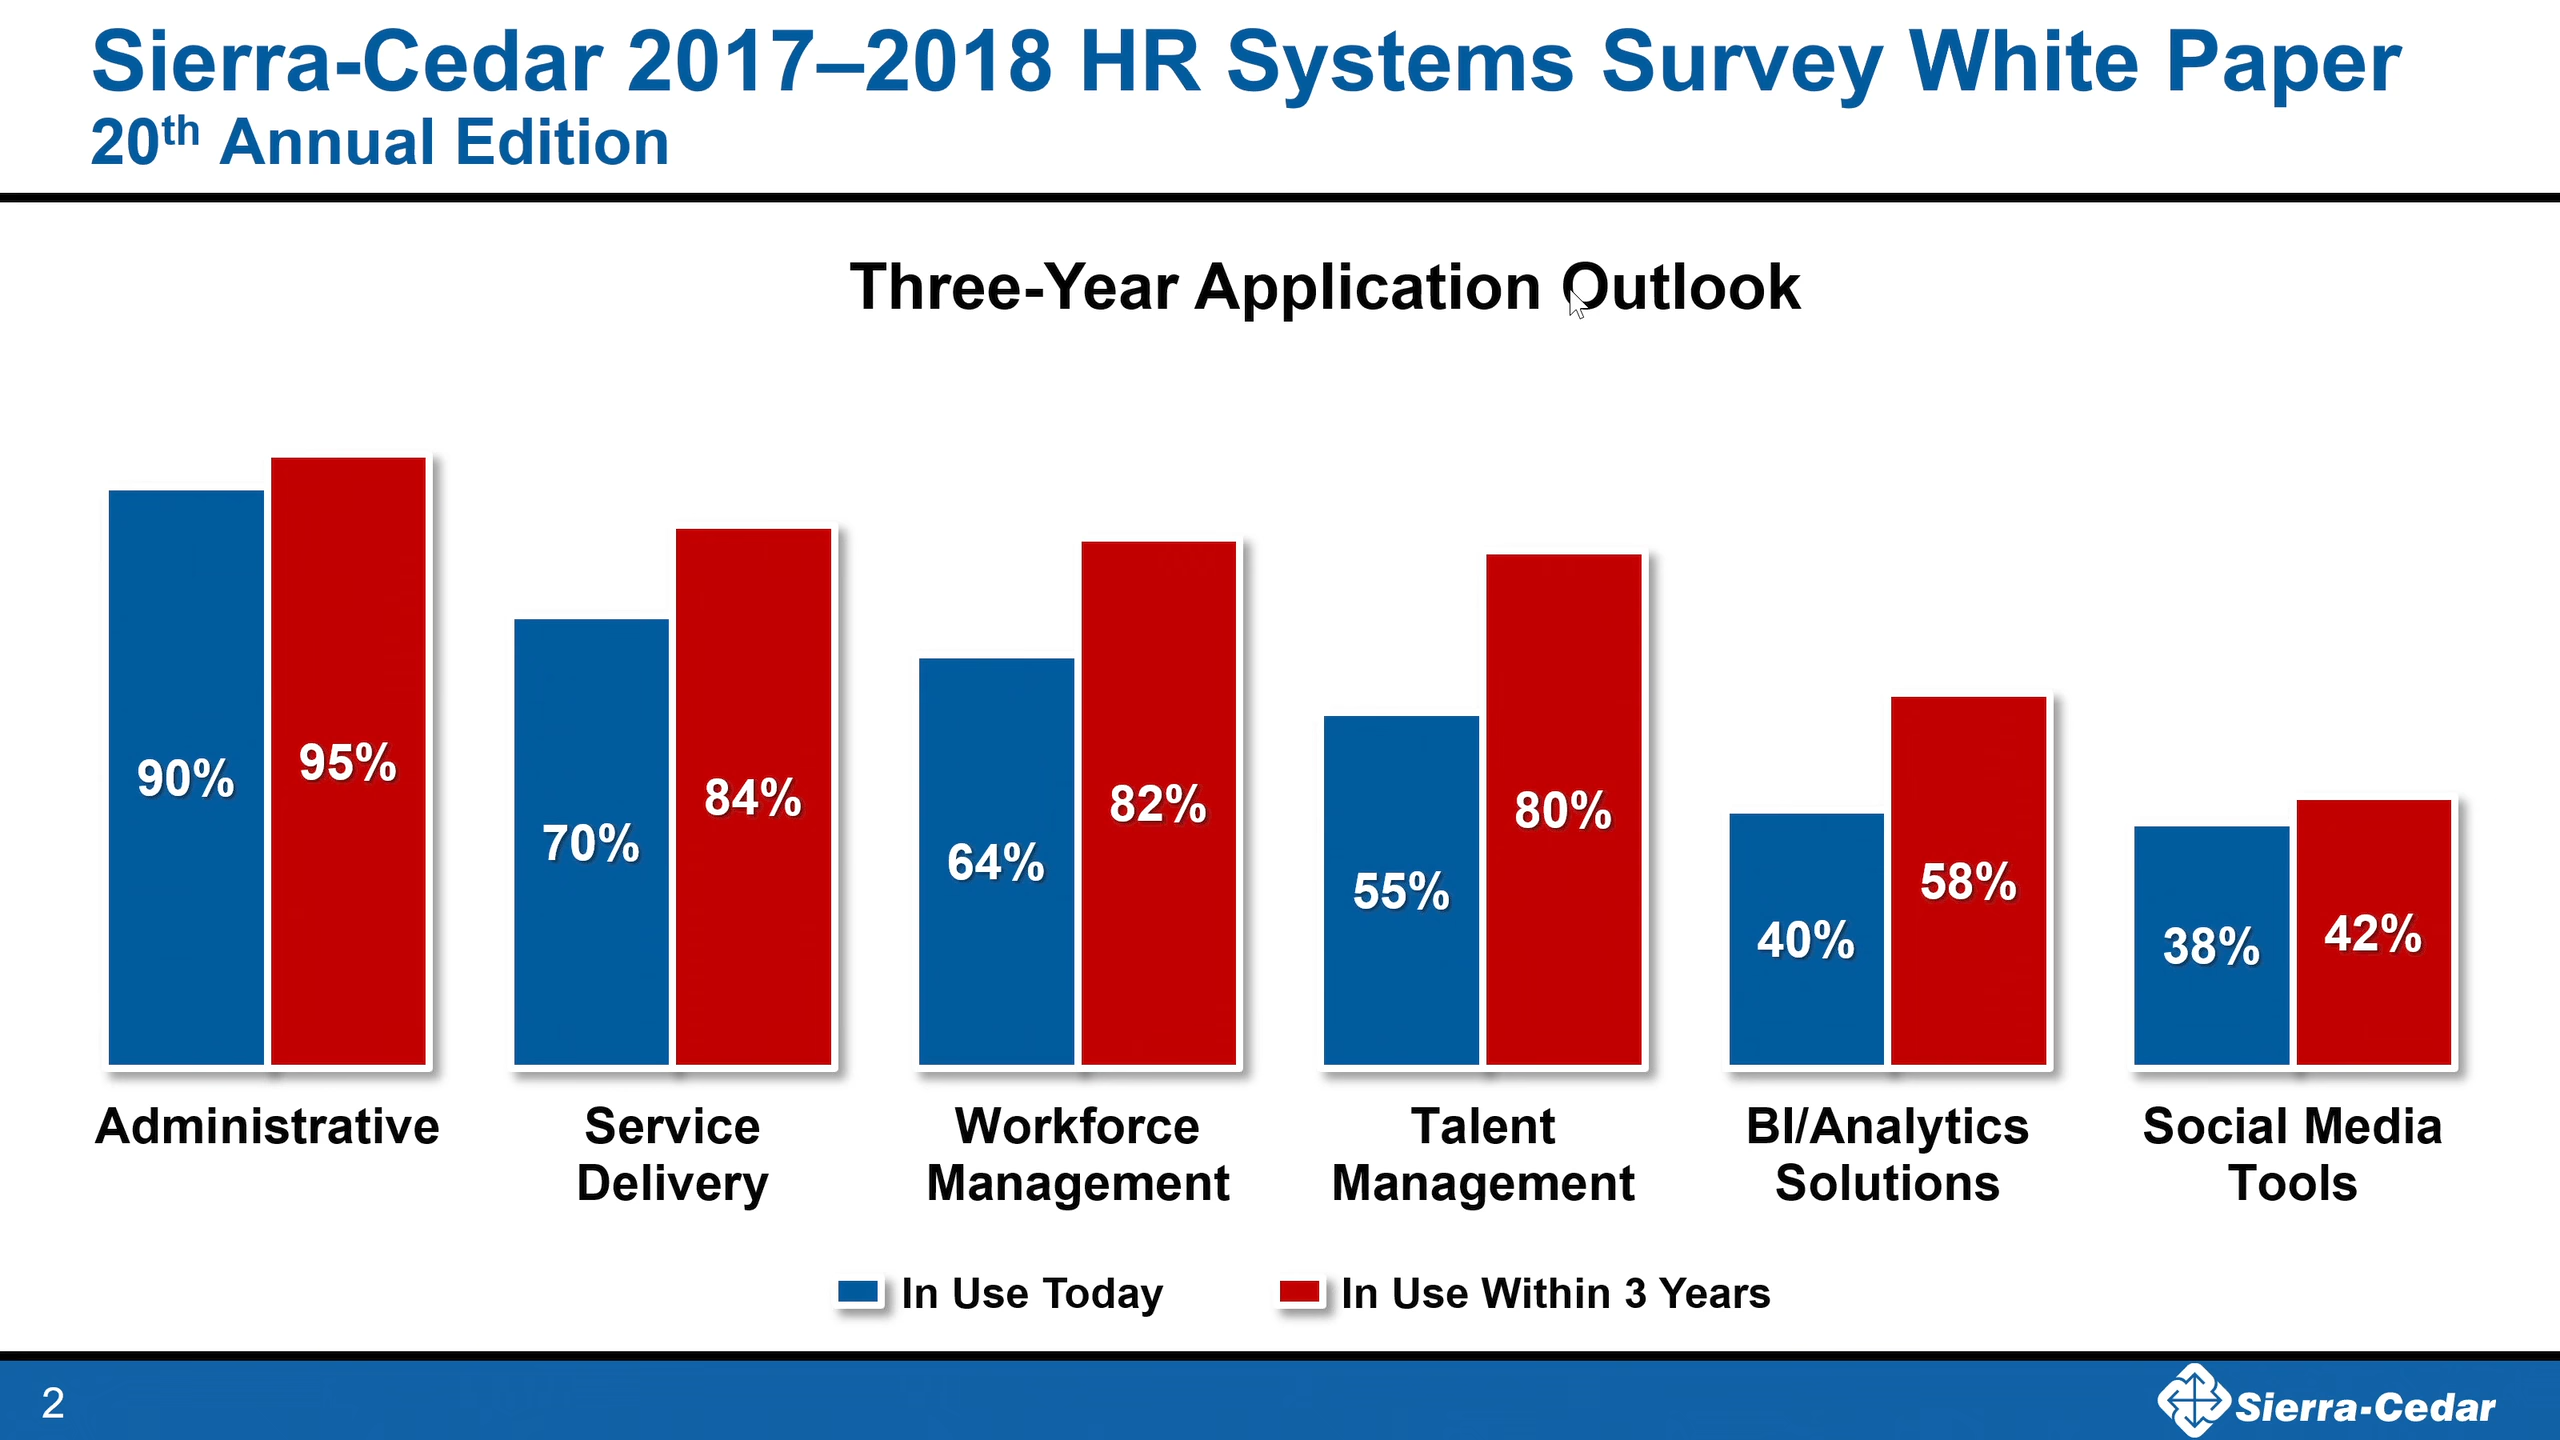 Sierra-Cedar 2017–2018 HR Systems Survey White Paper
20th Annual Edition
Three-Year Application Outlook
90%
95%
70%
84%
64%
82%
55%
80%
40%
58%
38%
42%
Administrative
Service
Delivery
Workforce
Management
Talent
Management
BI/Analytics
Solutions
Social Media
Tools
In Use Today
In Use Within 3 Years
2
Sierra-Cedar